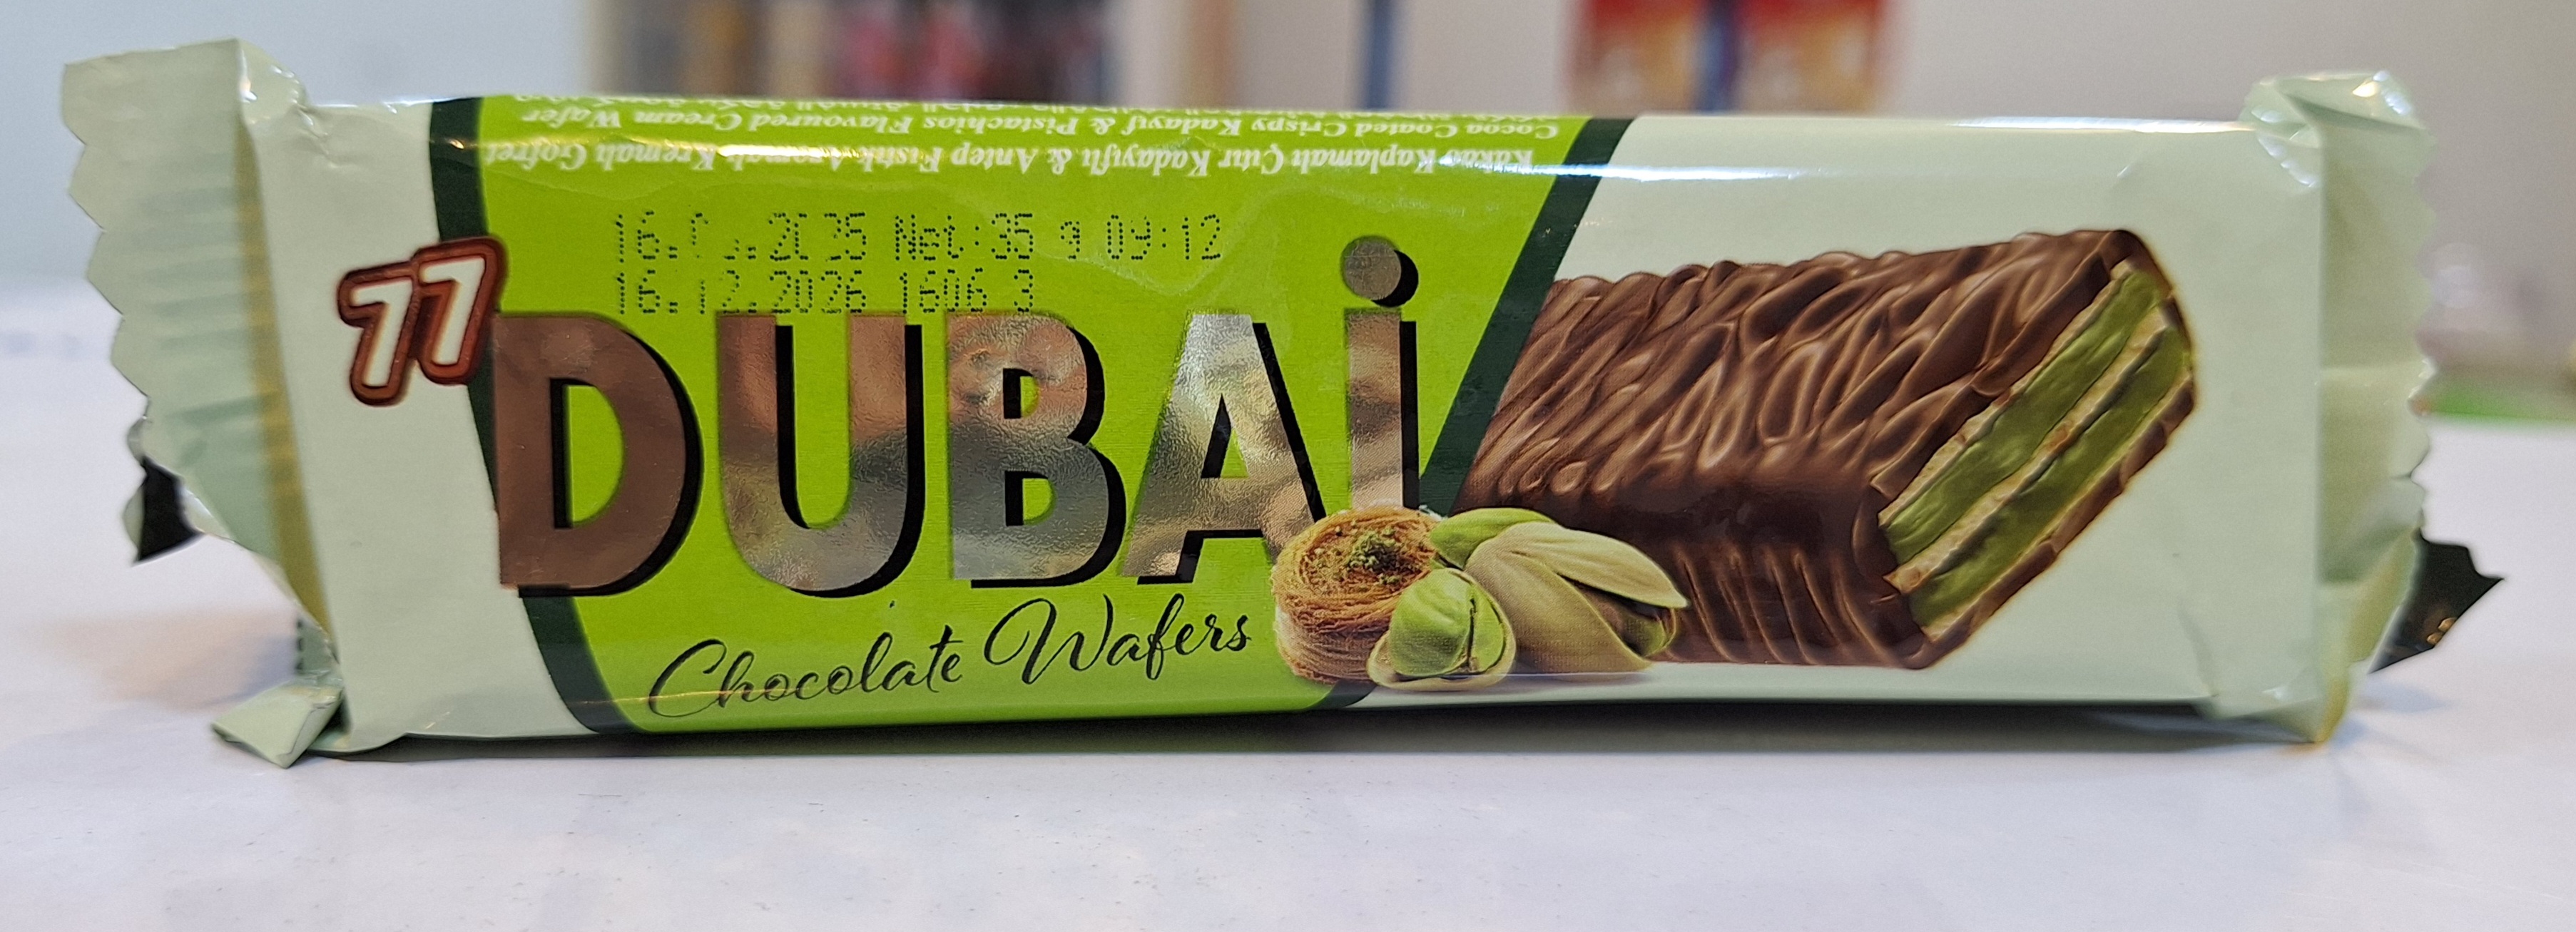 Kakao Kaplamalı Çıtır Kadayıflı & Antep Fıstık Aromalı Kremalı Gofret
Cocoa Coated Crispy Kadayıf & Pistachios Flavoured Cream Wafer
Net:35 g 09:12
16.12.2026 1606 3
77
DUBAİ
Chocolate Wafers